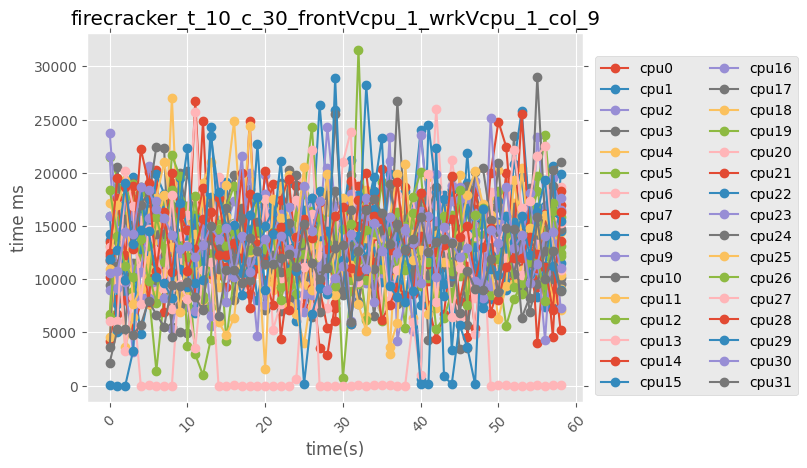 firecracker_t_10_c_30_frontVcpu_1_wrkVcpu_1_col_9
time ms
30000
25000
20000
15000
10000
5000
0
0
10
20
30
40
50
60
time(s)
cpu0
cpu1
cpu2
cpu3
cpu4
cpu5
cpu6
cpu7
cpu8
cpu9
cpu10
cpu11
cpu12
cpu13
cpu14
cpu15
cpu16
cpu17
cpu18
cpu19
cpu20
cpu21
cpu22
cpu23
cpu24
cpu25
cpu26
cpu27
cpu28
cpu29
cpu30
cpu31